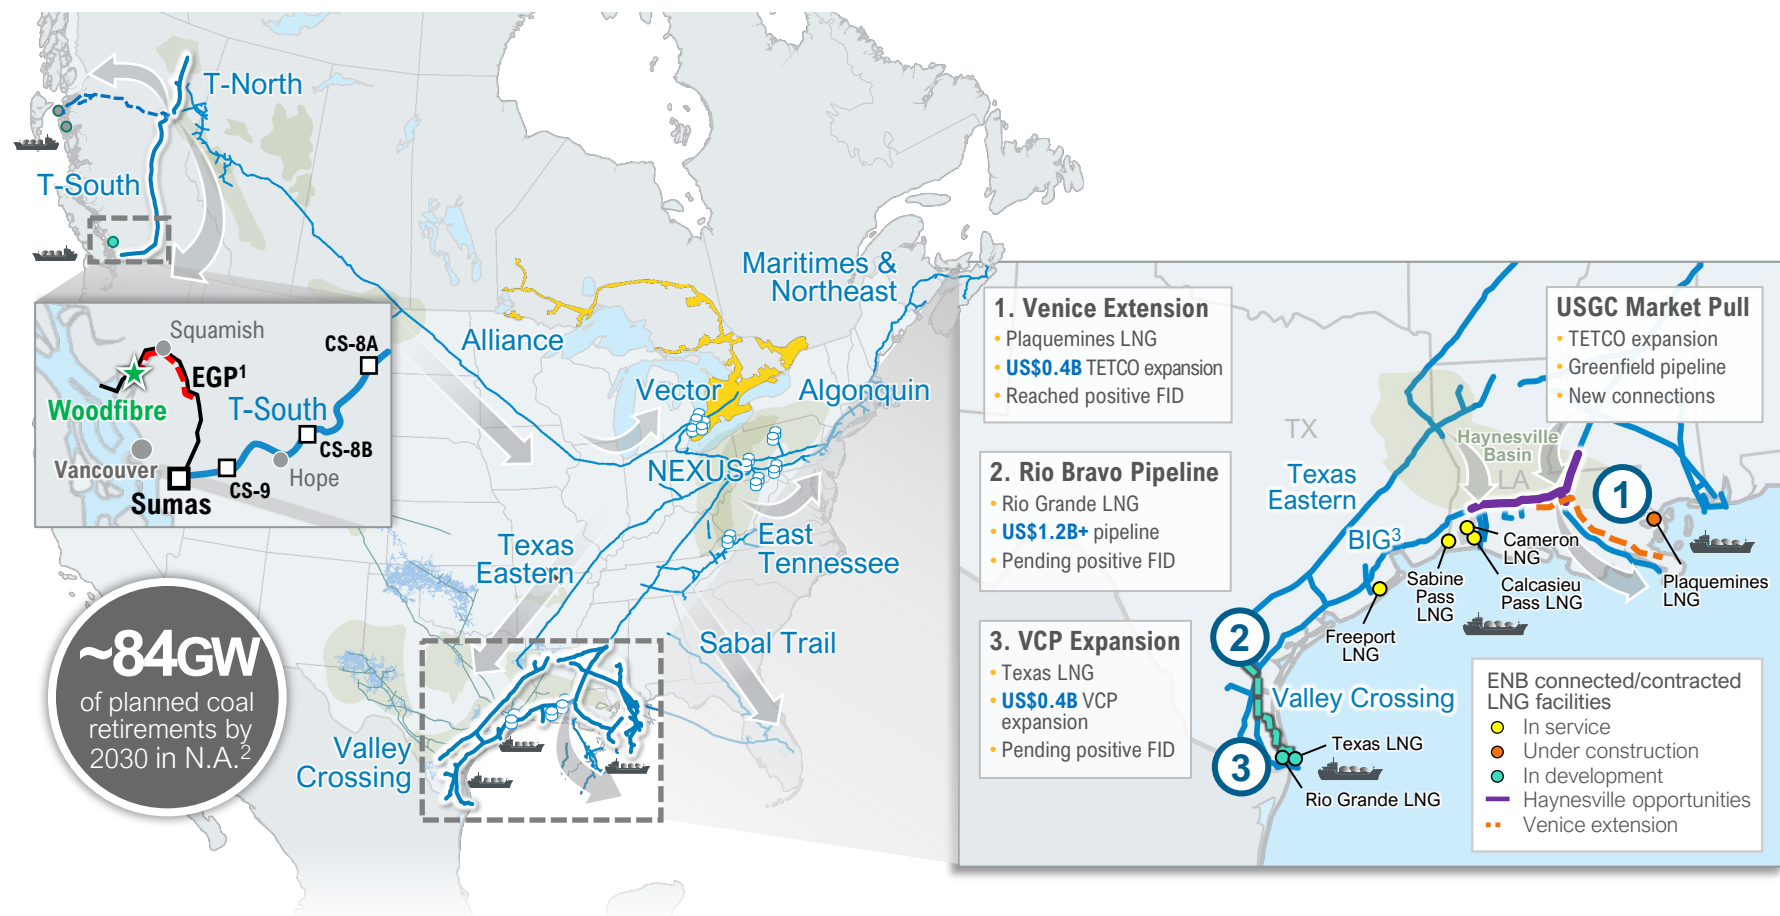 T-North
T-South
Maritimes &
Northeast
Alliance
Vector
Algonquin
NEXUS
Texas
Eastern
East
Tennessee
Sabal Trail
Valley
Crossing
Squamish
CS-8A
EGP1
Woodfibre
T-South
CS-8B
Vancouver
Hope
CS-9
Sumas
~84GW
of planned coal
retirements by
2030 in N.A.2
1. Venice Extension
• Plaquemines LNG
• US$0.4B TETCO expansion
• Reached positive FID
2. Rio Bravo Pipeline
• Rio Grande LNG
• US$1.2B+ pipeline
• Pending positive FID
3. VCP Expansion
• Texas LNG
• US$0.4B VCP
expansion
• Pending positive FID
USGC Market Pull
• TETCO expansion
• Greenfield pipeline
• New connections
TX
Haynesville
Basin
LA
Texas
Eastern
1
BIG3
Cameron
LNG
Sabine
Pass
LNG
Calcasieu
Pass LNG
Plaquemines
LNG
Freeport
LNG
2
Valley Crossing
3
Texas LNG
Rio Grande LNG
ENB connected/contracted
LNG facilities
In service
Under construction
In development
Haynesville opportunities
Venice extension